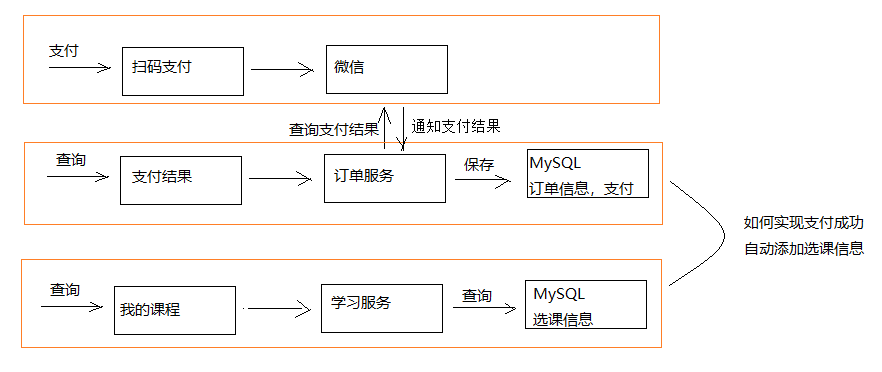 支付
扫码支付
微信
查询支付结果
通知支付结果
查询
支付结果
订单服务
保存
MySQL
订单信息，支付
如何实现支付成功
自动添加选课信息
查询
我的课程
学习服务
查询
MySQL
选课信息